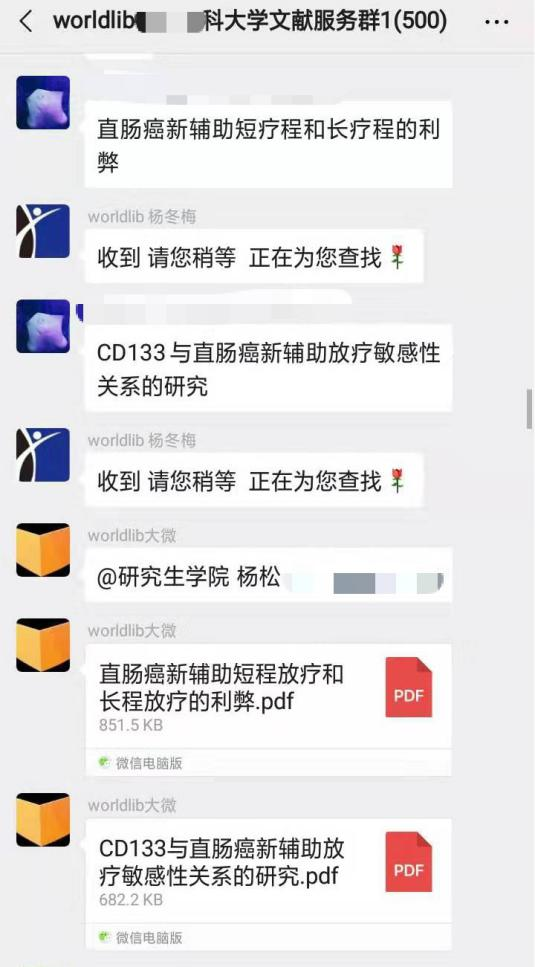 worldlib
科大学文献服务群1(500)
直肠癌新辅助短疗程和长疗程的利
弊
worldlib 杨冬梅
收到 请您稍等 正在为您查找
CD133与直肠癌新辅助放疗敏感性
关系的研究
worldlib 杨冬梅
收到 请您稍等 正在为您查找
worldlib大微
@研究生学院 杨松
worldlib大微
直肠癌新辅助短程放疗和
长程放疗的利弊.pdf
PDF
851.5 KB
微信电脑版
worldlib大微
CD133与直肠癌新辅助放
疗敏感性关系的研究.pdf
PDF
682.2 KB
微信电脑版